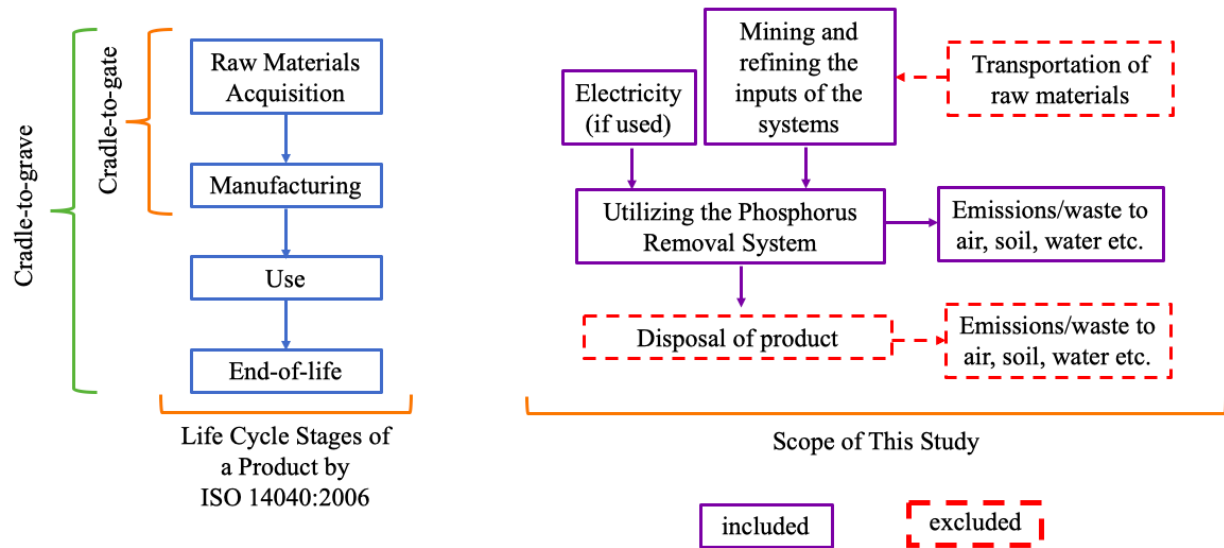 Cradle-to-grave
Cradle-to-gate
Raw Materials
Acquisition
Manufacturing
Use
End-of-life
Life Cycle Stages of
a Product by
ISO 14040:2006
Electricity
(if used)
Mining and
refining the
inputs of the
systems
Transportation of
raw materials
Utilizing the Phosphorus
Removal System
Emissions/waste to
air, soil, water etc.
Disposal of product
Emissions/waste to
air, soil, water etc.
Scope of This Study
included
excluded